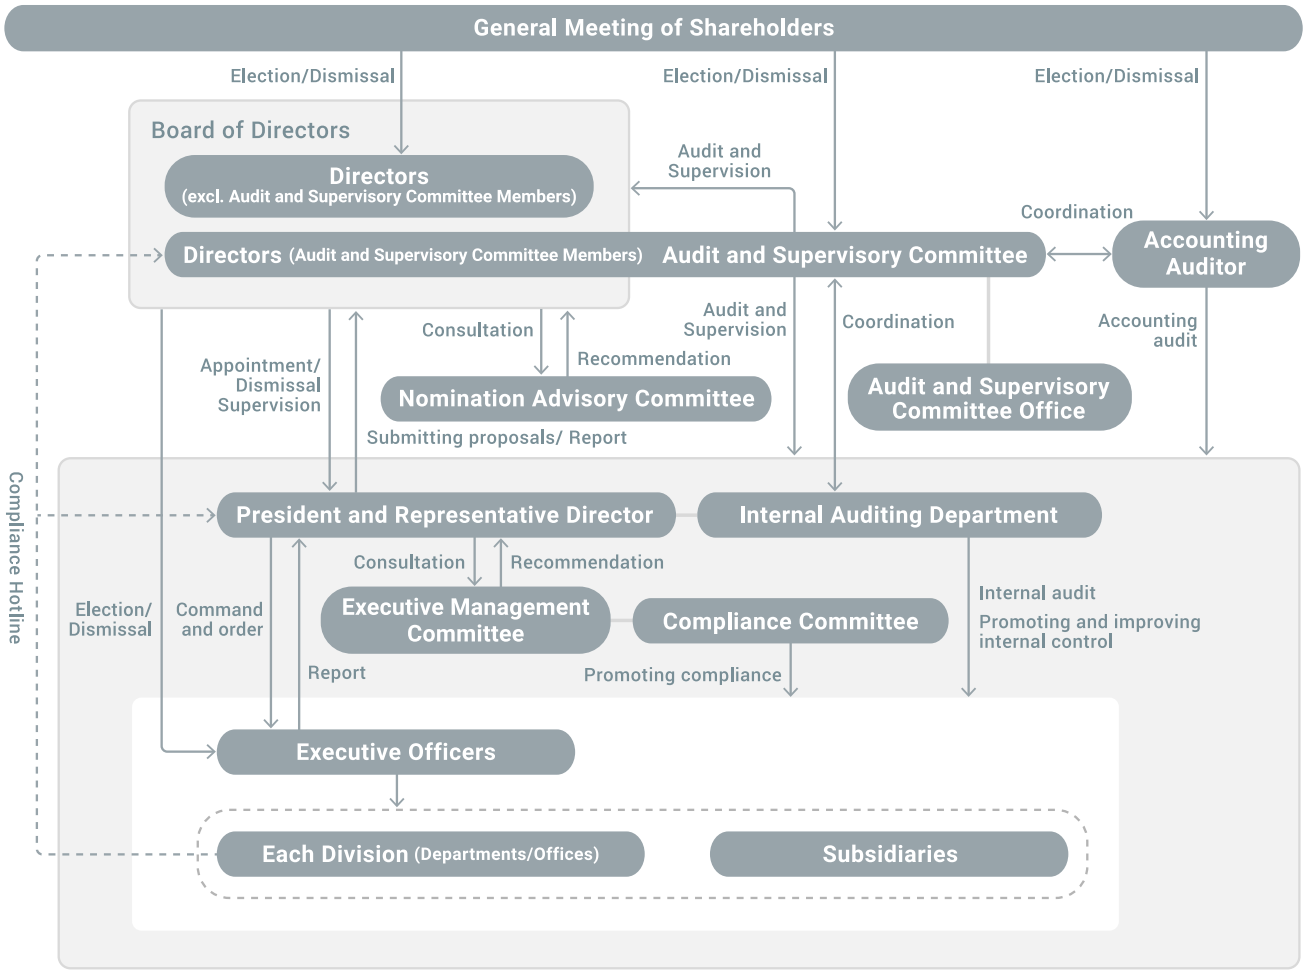 General Meeting of Shareholders
Election/Dismissal
Election/Dismissal
Election/Dismissal
Board of Directors
Directors
(excl. Audit and Supervisory Committee Members)
Audit and
Supervision
Coordination
Directors (Audit and Supervisory Committee Members)
Audit and Supervisory Committee
Accounting
Auditor
Audit and
Supervision
Coordination
Accounting
audit
Consultation
Recommendation
Appointment/
Dismissal
Supervision
Nomination Advisory Committee
Audit and Supervisory
Committee Office
Submitting proposals/ Report
Compliance Hotline
President and Representative Director
Internal Auditing Department
Consultation
Recommendation
Election/
Dismissal
Command
and order
Executive Management
Committee
Compliance Committee
Internal audit
Promoting and improving
internal control
Report
Promoting compliance
Executive Officers
Each Division (Departments/Offices)
Subsidiaries